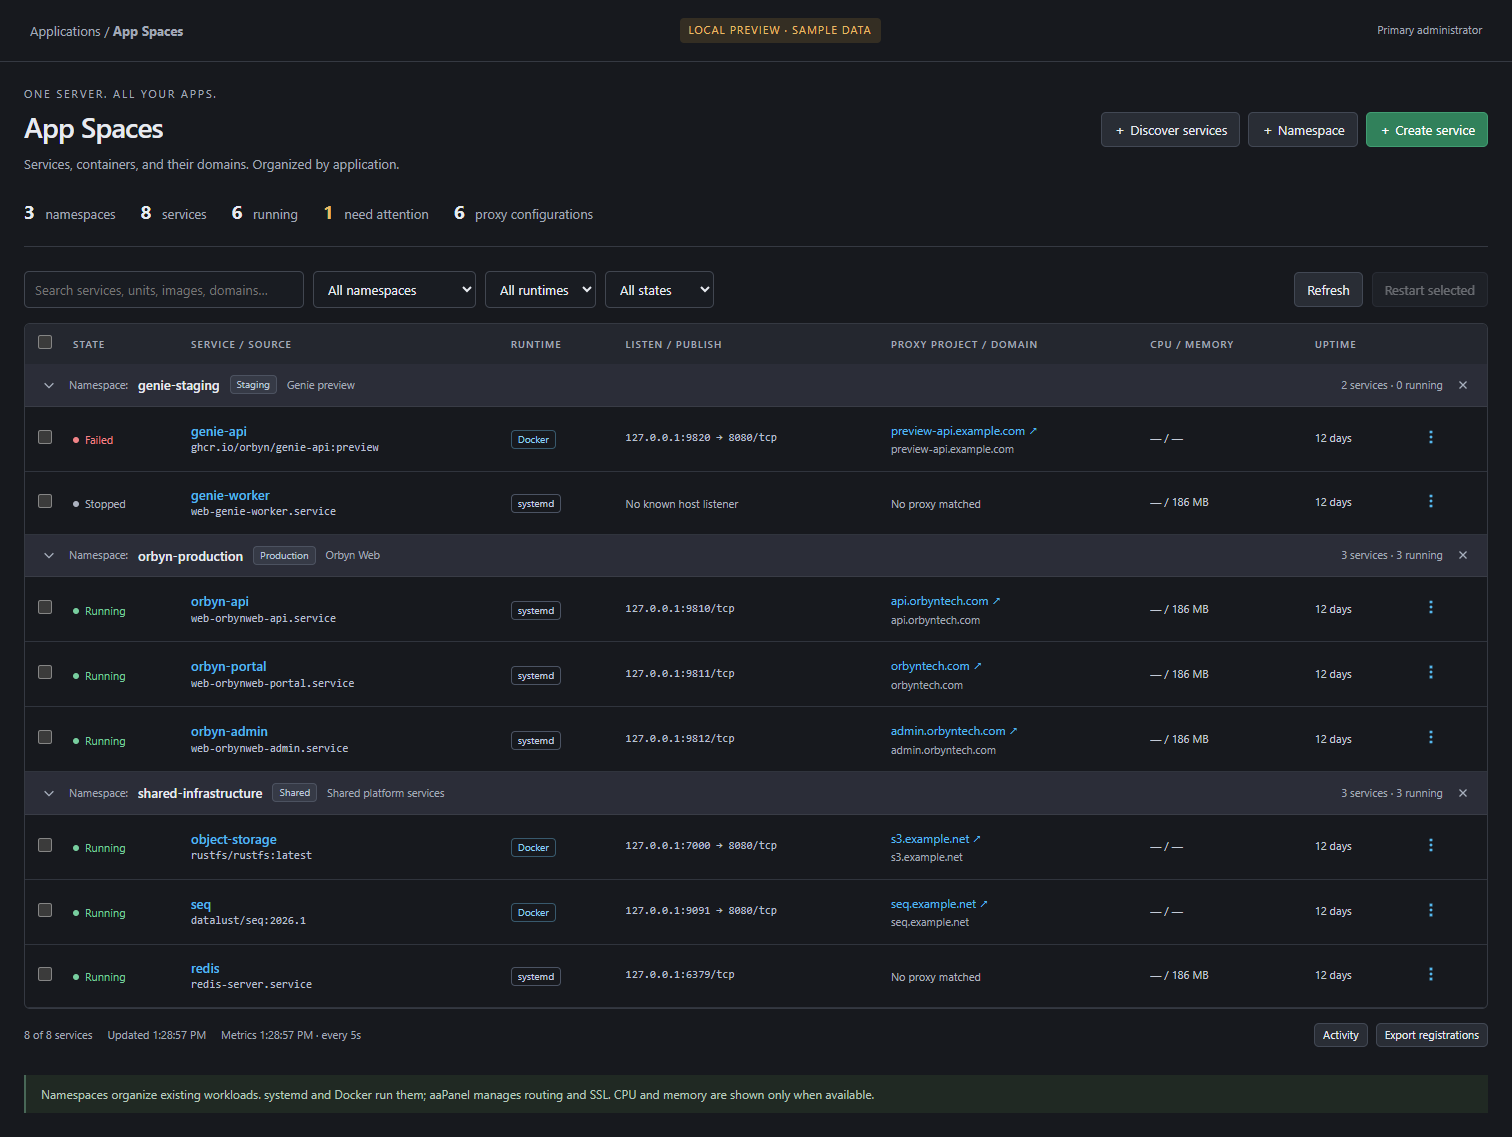 Applications / App Spaces
LOCAL PREVIEW · SAMPLE DATA
Primary administrator
ONE SERVER. ALL YOUR APPS.
App Spaces
Services, containers, and their domains. Organized by application.
+ Discover services
+ Namespace
+ Create service
3 namespaces 8 services 6 running 1 need attention 6 proxy configurations
Search services, units, images, domains...
All namespaces
All runtimes
All states
Refresh
Restart selected
STATE SERVICE / SOURCE RUNTIME LISTEN / PUBLISH PROXY PROJECT / DOMAIN CPU / MEMORY UPTIME
Namespace: genie-staging Staging Genie preview 2 services · 0 running ✕
Failed genie-api Docker 127.0.0.1:9820 → 8080/tcp preview-api.example.com ↗ — / — 12 days
ghcr.io/orbyn/genie-api:preview preview-api.example.com
Stopped genie-worker systemd No known host listener No proxy matched — / 186 MB 12 days
web-genie-worker.service
Namespace: orbyn-production Production Orbyn Web 3 services · 3 running ✕
Running orbyn-api systemd 127.0.0.1:9810/tcp api.orbyntech.com ↗ — / 186 MB 12 days
web-orbynweb-api.service api.orbyntech.com
Running orbyn-portal systemd 127.0.0.1:9811/tcp orbyntech.com ↗ — / 186 MB 12 days
web-orbynweb-portal.service orbyntech.com
Running orbyn-admin systemd 127.0.0.1:9812/tcp admin.orbyntech.com ↗ — / 186 MB 12 days
web-orbynweb-admin.service admin.orbyntech.com
Namespace: shared-infrastructure Shared Shared platform services 3 services · 3 running ✕
Running object-storage Docker 127.0.0.1:7000 → 8080/tcp s3.example.net ↗ — / — 12 days
rustfs/rustfs:latest s3.example.net
Running seq Docker 127.0.0.1:9091 → 8080/tcp seq.example.net ↗ — / — 12 days
datalust/seq:2026.1 seq.example.net
Running redis systemd 127.0.0.1:6379/tcp No proxy matched — / 186 MB 12 days
redis-server.service
8 of 8 services Updated 1:28:57 PM Metrics 1:28:57 PM · every 5s
Activity
Export registrations
Namespaces organize existing workloads. systemd and Docker run them; aaPanel manages routing and SSL. CPU and memory are shown only when available.